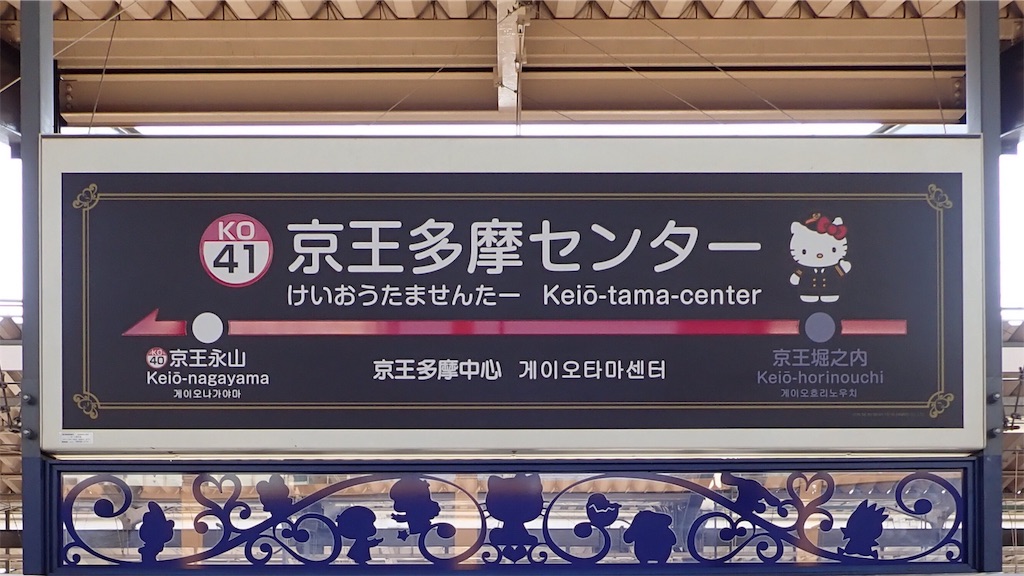 KO
41
京王多摩センター
けいおうたませんたー Keiō-tama-center
KO
40
京王永山
Keiō-nagayama
게이오나가야마
京王多摩中心 게이오타마센터
京王堀之内
Keiō-horinouchi
게이오호리노우치